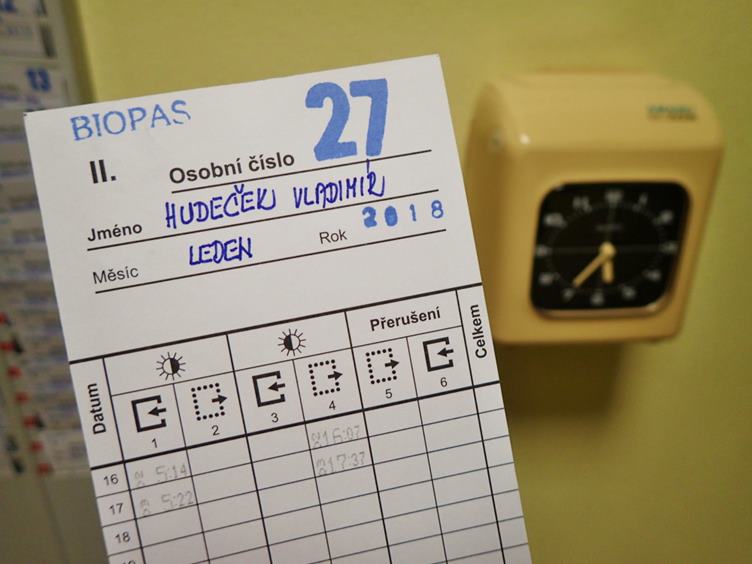 BIOPAS
II. Osobní číslo 27
Jméno HUDEČEK VLADIMÍR
Měsíc LEDEN Rok 2018
Datum Přerušení Celkem
1 2 3 4 5 6
16 5:14 16:07
17 5:22 17:37
18
13